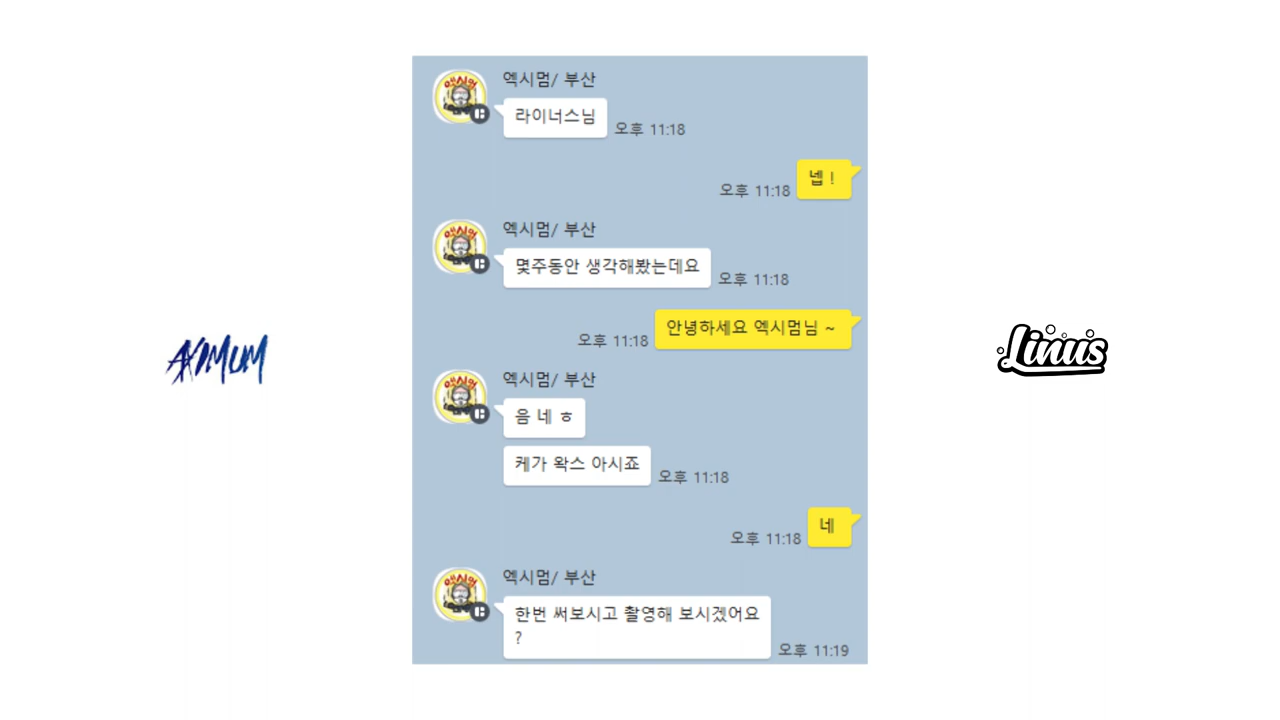 엑시멈/ 부산
라이너스님
오후 11:18
넵 !
오후 11:18
엑시멈/ 부산
몇주동안 생각해봤는데요
오후 11:18
안녕하세요 엑시멈님 ~
오후 11:18
AXIMUM
Linus
엑시멈/ 부산
음 네 ㅎ
케가 왁스 아시죠
오후 11:18
네
오후 11:18
엑시멈/ 부산
한번 써보시고 촬영해 보시겠어요
?
오후 11:19